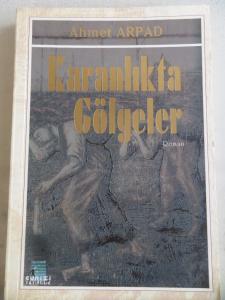 Ahmet ARPAD
Karanlıkta
Gölgeler
Roman